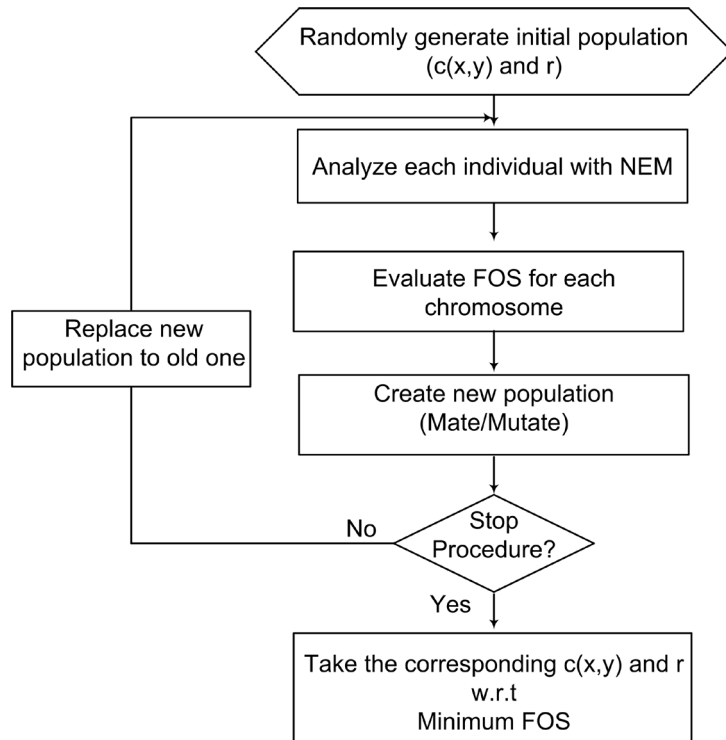 Randomly generate initial population
(c(x,y) and r)
Analyze each individual with NEM
Evaluate FOS for each
chromosome
Replace new
population to old one
Create new population
(Mate/Mutate)
Stop
Procedure?
No
Yes
Take the corresponding c(x,y) and r
w.r.t
Minimum FOS